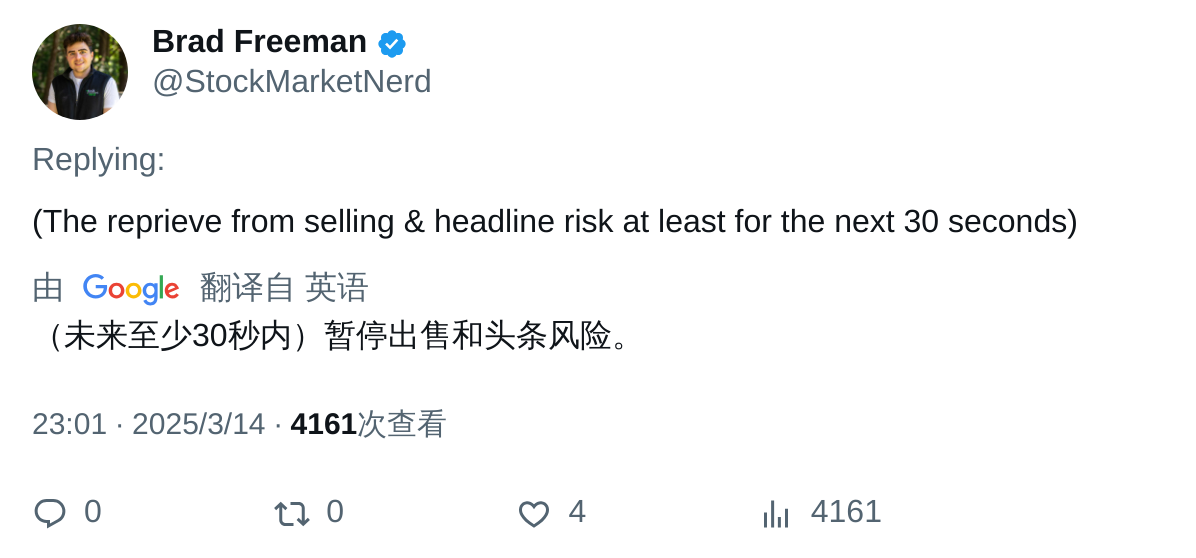 Brad Freeman
@StockMarketNerd
Replying:
(The reprieve from selling & headline risk at least for the next 30 seconds)
由 Google 翻译自 英语
（未来至少30秒内）暂停出售和头条风险。
23:01 · 2025/3/14 · 4161次查看
0 0 4 4161